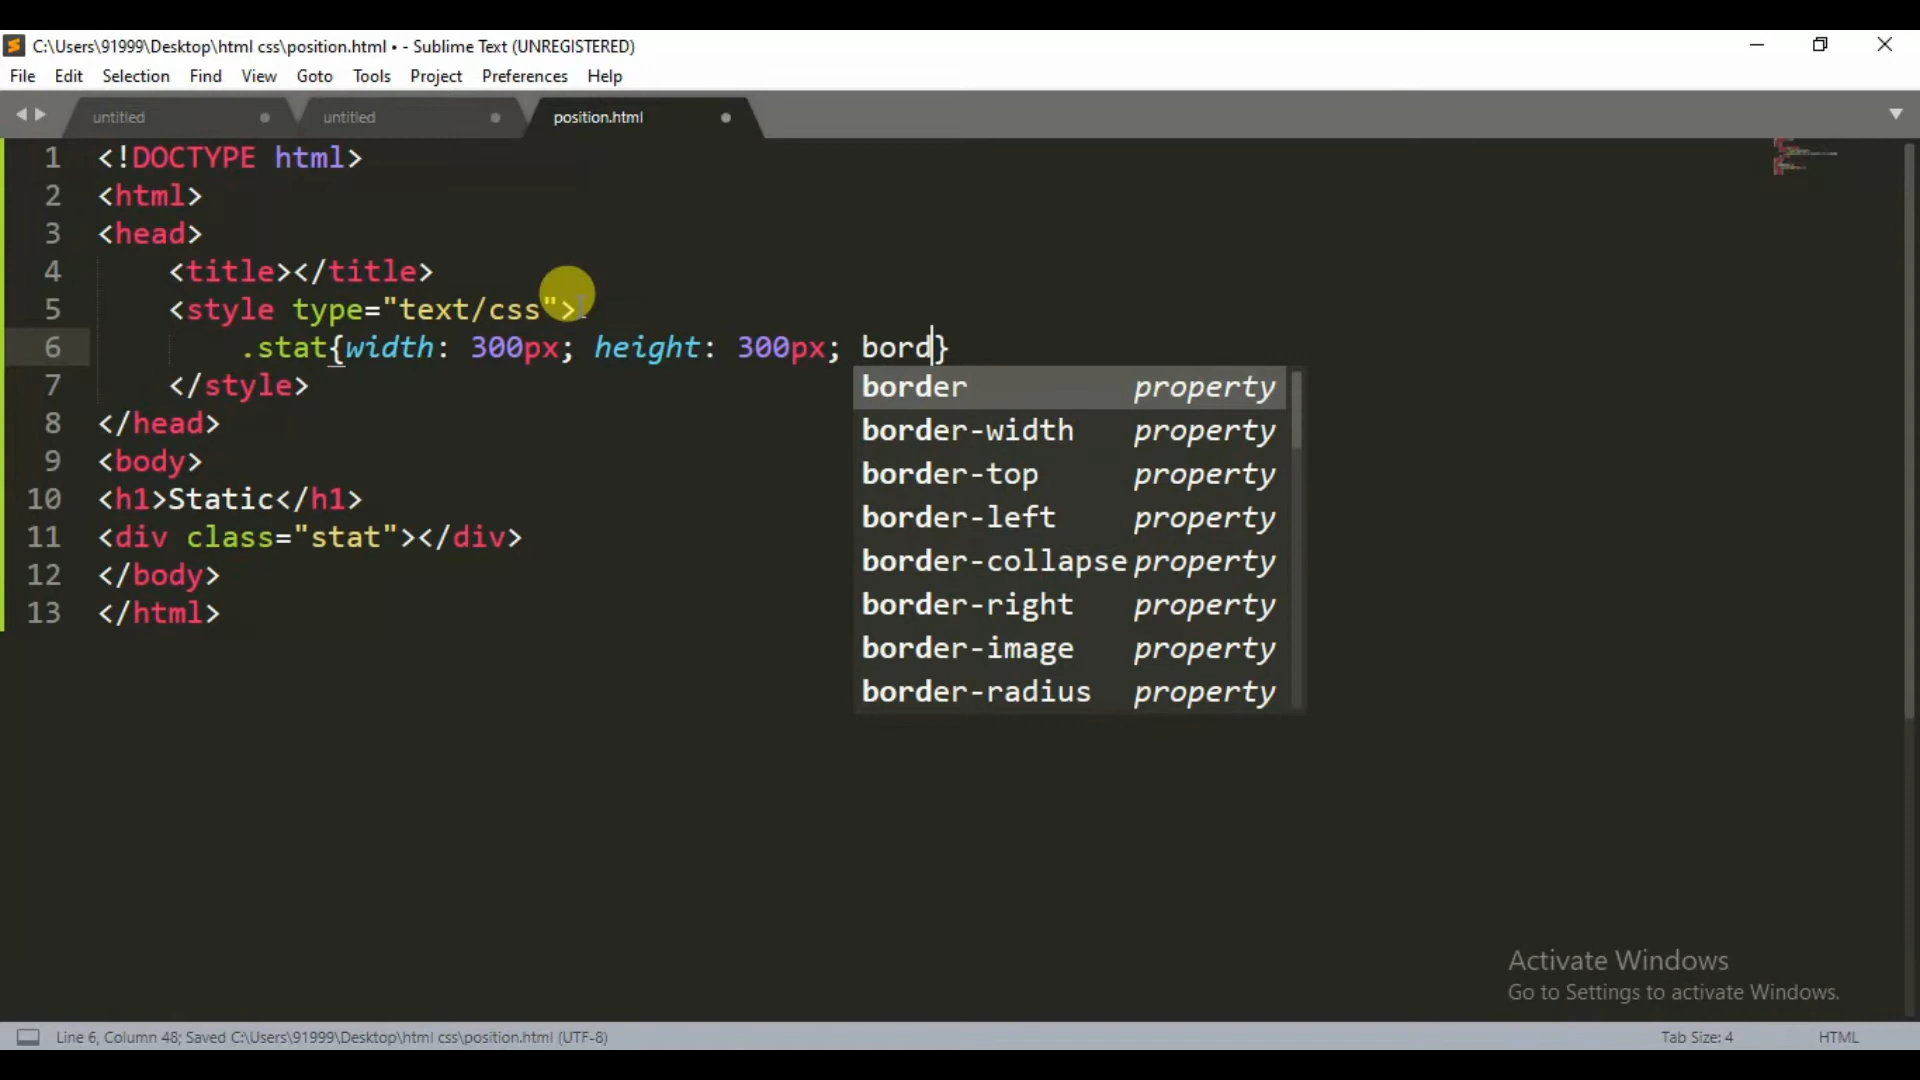 C:\Users\91999\Desktop\html css\position.html • - Sublime Text (UNREGISTERED)
File Edit Selection Find View Goto Tools Project Preferences Help
untitled untitled position.html
1 <!DOCTYPE html>
2 <html>
3 <head>
4 <title></title>
5 <style type="text/css">
6 .stat{width: 300px; height: 300px; bord}
7 </style>
8 </head>
9 <body>
10 <h1>Static</h1>
11 <div class="stat"></div>
12 </body>
13 </html>
border property
border-width property
border-top property
border-left property
border-collapse property
border-right property
border-image property
border-radius property
Activate Windows
Go to Settings to activate Windows.
Line 6, Column 48; Saved C:\Users\91999\Desktop\html css\position.html (UTF-8) Tab Size: 4 HTML